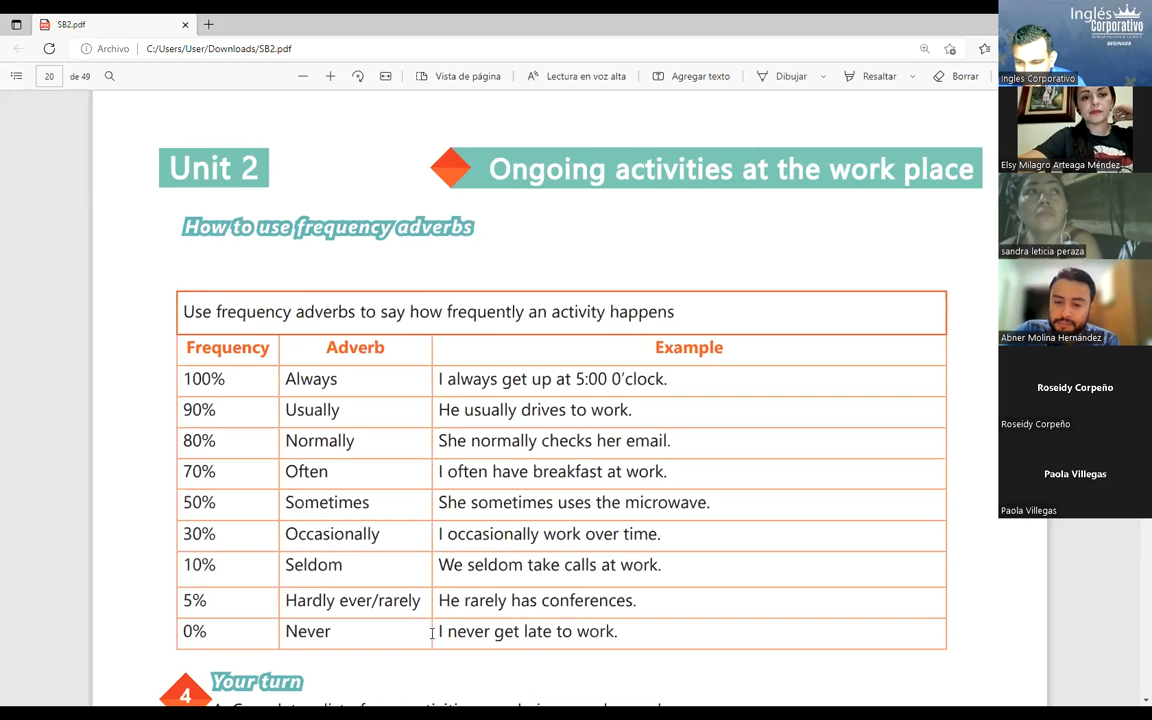 SB2.pdf
Archivo C:/Users/User/Downloads/SB2.pdf
20 de 49
Vista de página
Lectura en voz alta
Agregar texto
Dibujar
Resaltar
Borrar
Unit 2
Ongoing activities at the work place
How to use frequency adverbs
Use frequency adverbs to say how frequently an activity happens
Frequency Adverb Example
100% Always I always get up at 5:00 0'clock.
90% Usually He usually drives to work.
80% Normally She normally checks her email.
70% Often I often have breakfast at work.
50% Sometimes She sometimes uses the microwave.
30% Occasionally I occasionally work over time.
10% Seldom We seldom take calls at work.
5% Hardly ever/rarely He rarely has conferences.
0% Never I never get late to work.
4 Your turn
Inglés
Corporativo
BEGINNER
Ingles Corporativo
Elsy Milagro Arteaga Méndez
sandra leticia peraza
Abner Molina Hernández
Roseidy Corpeño
Roseidy Corpeño
Paola Villegas
Paola Villegas